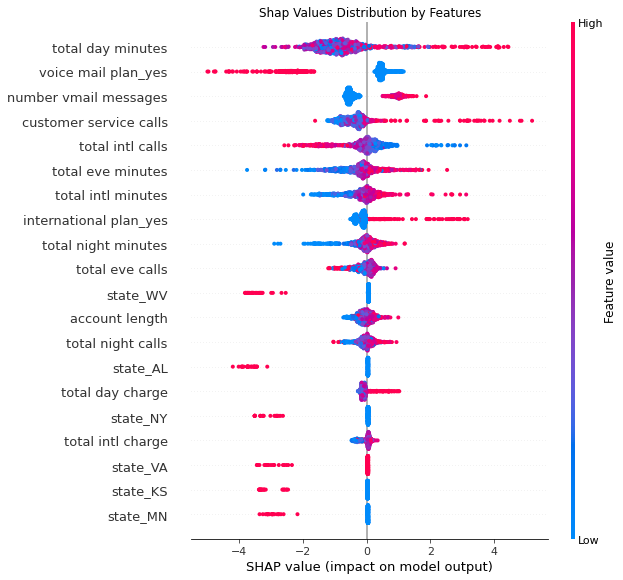 Shap Values Distribution by Features
High
total day minutes
voice mail plan_yes
number vmail messages
customer service calls
total intl calls
total eve minutes
total intl minutes
international plan_yes
total night minutes
total eve calls
state_WV
account length
total night calls
state_AL
total day charge
state_NY
total intl charge
state_VA
state_KS
state_MN
Feature value
Low
−4 −2 0 2 4
SHAP value (impact on model output)